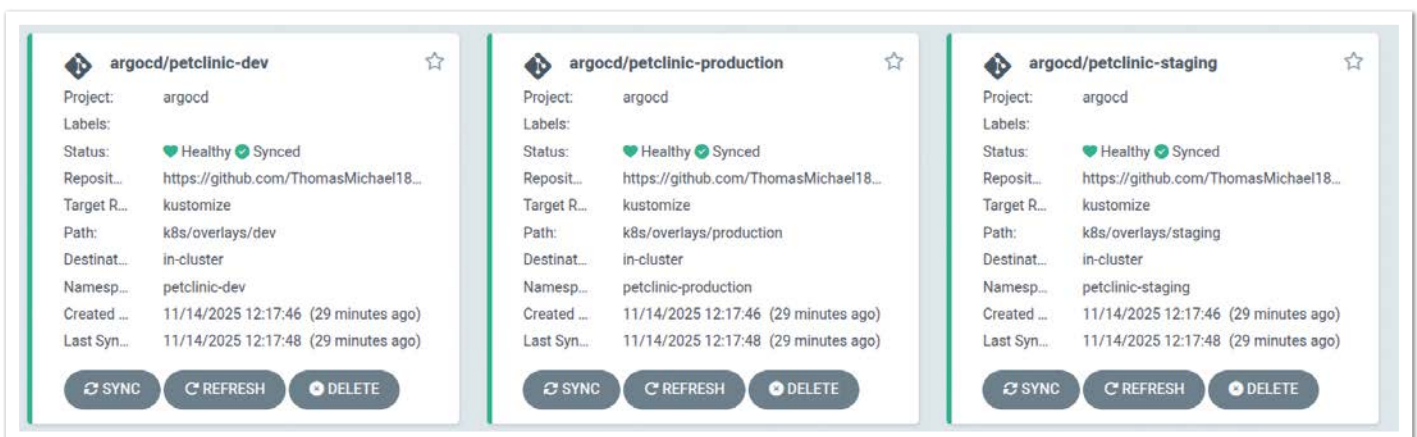 argocd/petclinic-dev
Project: argocd
Labels:
Status: Healthy Synced
Reposit... https://github.com/ThomasMichael18...
Target R... kustomize
Path: k8s/overlays/dev
Destinat... in-cluster
Namesp... petclinic-dev
Created ... 11/14/2025 12:17:46 (29 minutes ago)
Last Syn... 11/14/2025 12:17:48 (29 minutes ago)
SYNC REFRESH DELETE
argocd/petclinic-production
Project: argocd
Labels:
Status: Healthy Synced
Reposit... https://github.com/ThomasMichael18...
Target R... kustomize
Path: k8s/overlays/production
Destinat... in-cluster
Namesp... petclinic-production
Created ... 11/14/2025 12:17:46 (29 minutes ago)
Last Syn... 11/14/2025 12:17:48 (29 minutes ago)
SYNC REFRESH DELETE
argocd/petclinic-staging
Project: argocd
Labels:
Status: Healthy Synced
Reposit... https://github.com/ThomasMichael18...
Target R... kustomize
Path: k8s/overlays/staging
Destinat... in-cluster
Namesp... petclinic-staging
Created ... 11/14/2025 12:17:46 (29 minutes ago)
Last Syn... 11/14/2025 12:17:48 (29 minutes ago)
SYNC REFRESH DELETE